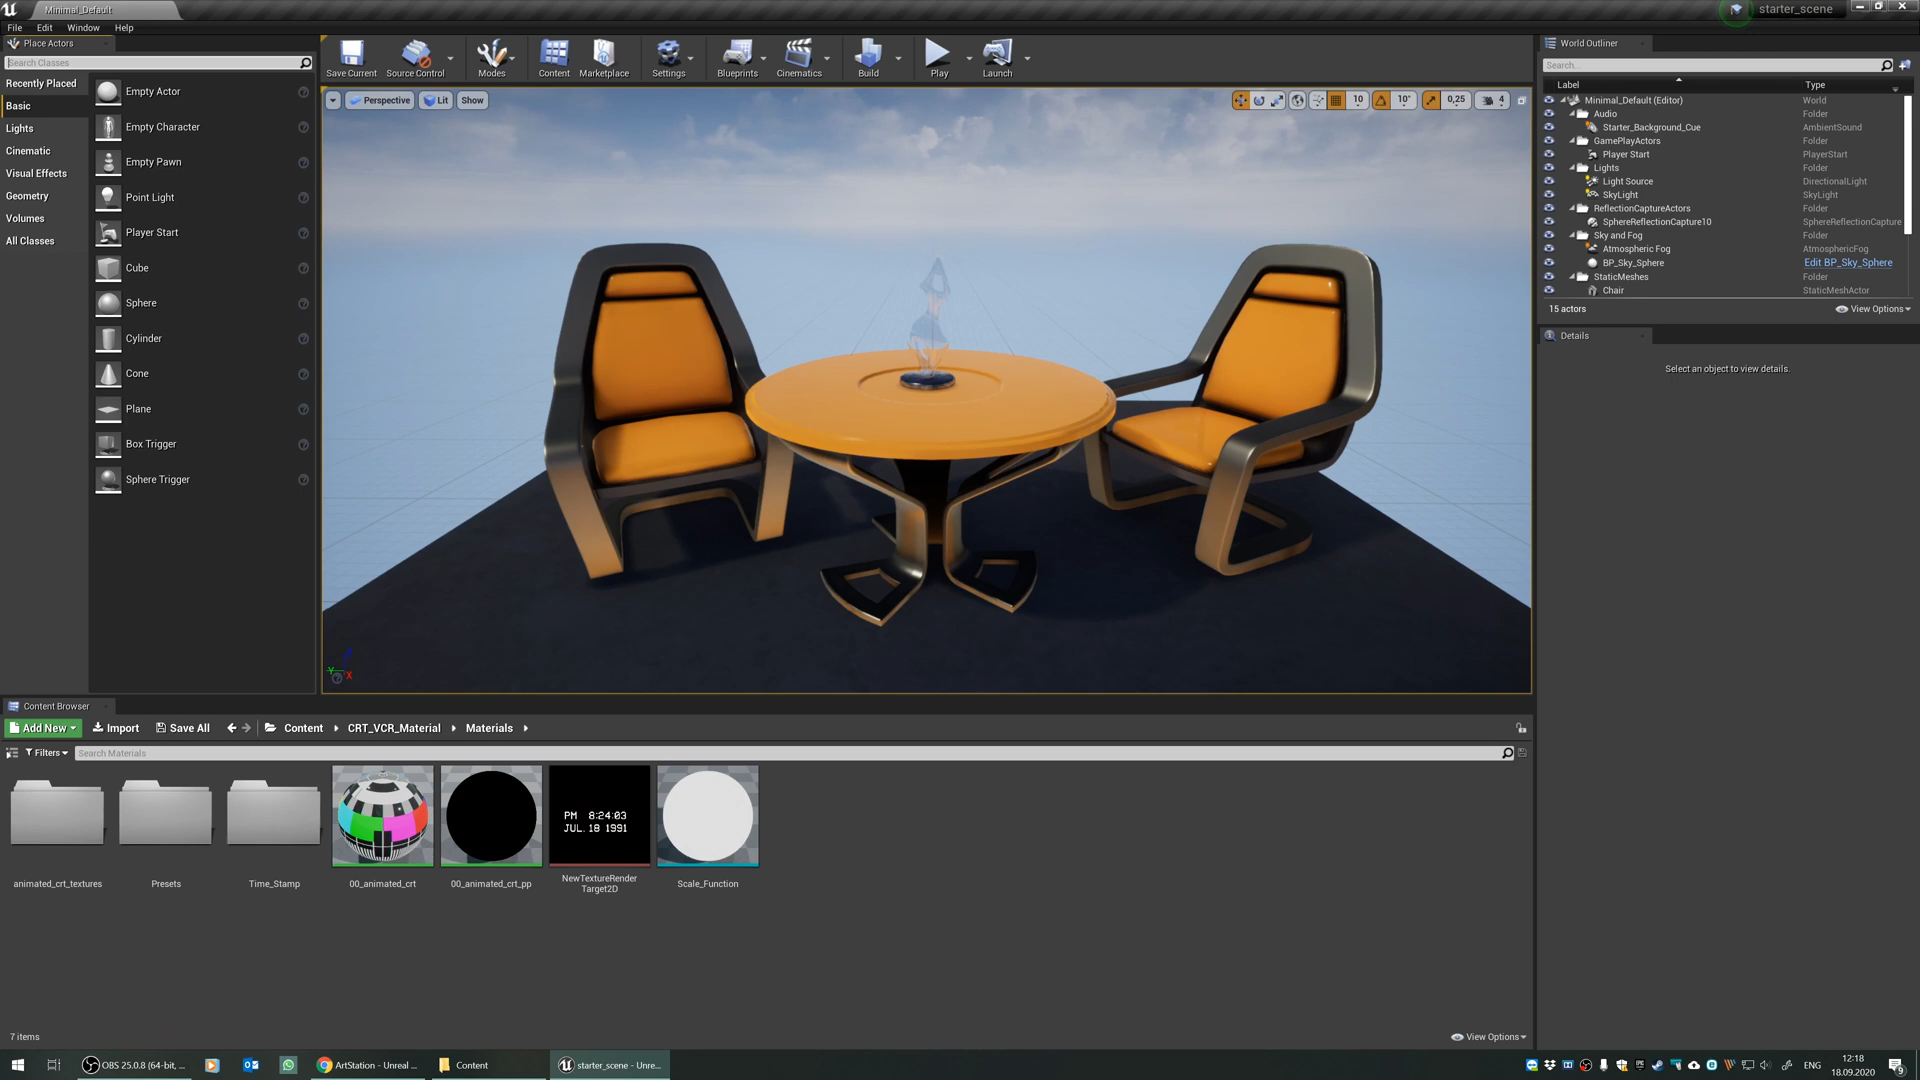 Minimal_Default
starter_scene
File Edit Window Help
Place Actors
Search Classes
Recently Placed
Basic
Lights
Cinematic
Visual Effects
Geometry
Volumes
All Classes
Empty Actor
Empty Character
Empty Pawn
Point Light
Player Start
Cube
Sphere
Cylinder
Cone
Plane
Box Trigger
Sphere Trigger
Save Current Source Control Modes Content Marketplace Settings Blueprints Cinematics Build Play Launch
Perspective Lit Show
10 10° 0,25 4
Z
Y X
World Outliner
Search...
Label Type
Minimal_Default (Editor) World
Audio Folder
Starter_Background_Cue AmbientSound
GamePlayActors Folder
Player Start PlayerStart
Lights Folder
Light Source DirectionalLight
SkyLight SkyLight
ReflectionCaptureActors Folder
SphereReflectionCapture10 SphereReflectionCapture
Sky and Fog Folder
Atmospheric Fog AtmosphericFog
BP_Sky_Sphere Edit BP_Sky_Sphere
StaticMeshes Folder
Chair StaticMeshActor
15 actors View Options
Details
Select an object to view details.
Content Browser
Add New Import Save All Content CRT_VCR_Material Materials
Filters Search Materials
PM 8:24:03
JUL. 18 1991
animated_crt_textures
Presets
Time_Stamp
00_animated_crt
00_animated_crt_pp
NewTextureRender
Target2D
Scale_Function
7 items View Options
OBS 25.0.8 (64-bit, ... ArtStation - Unreal ... Content starter_scene - Unre...
ENG
12:18
18.09.2020